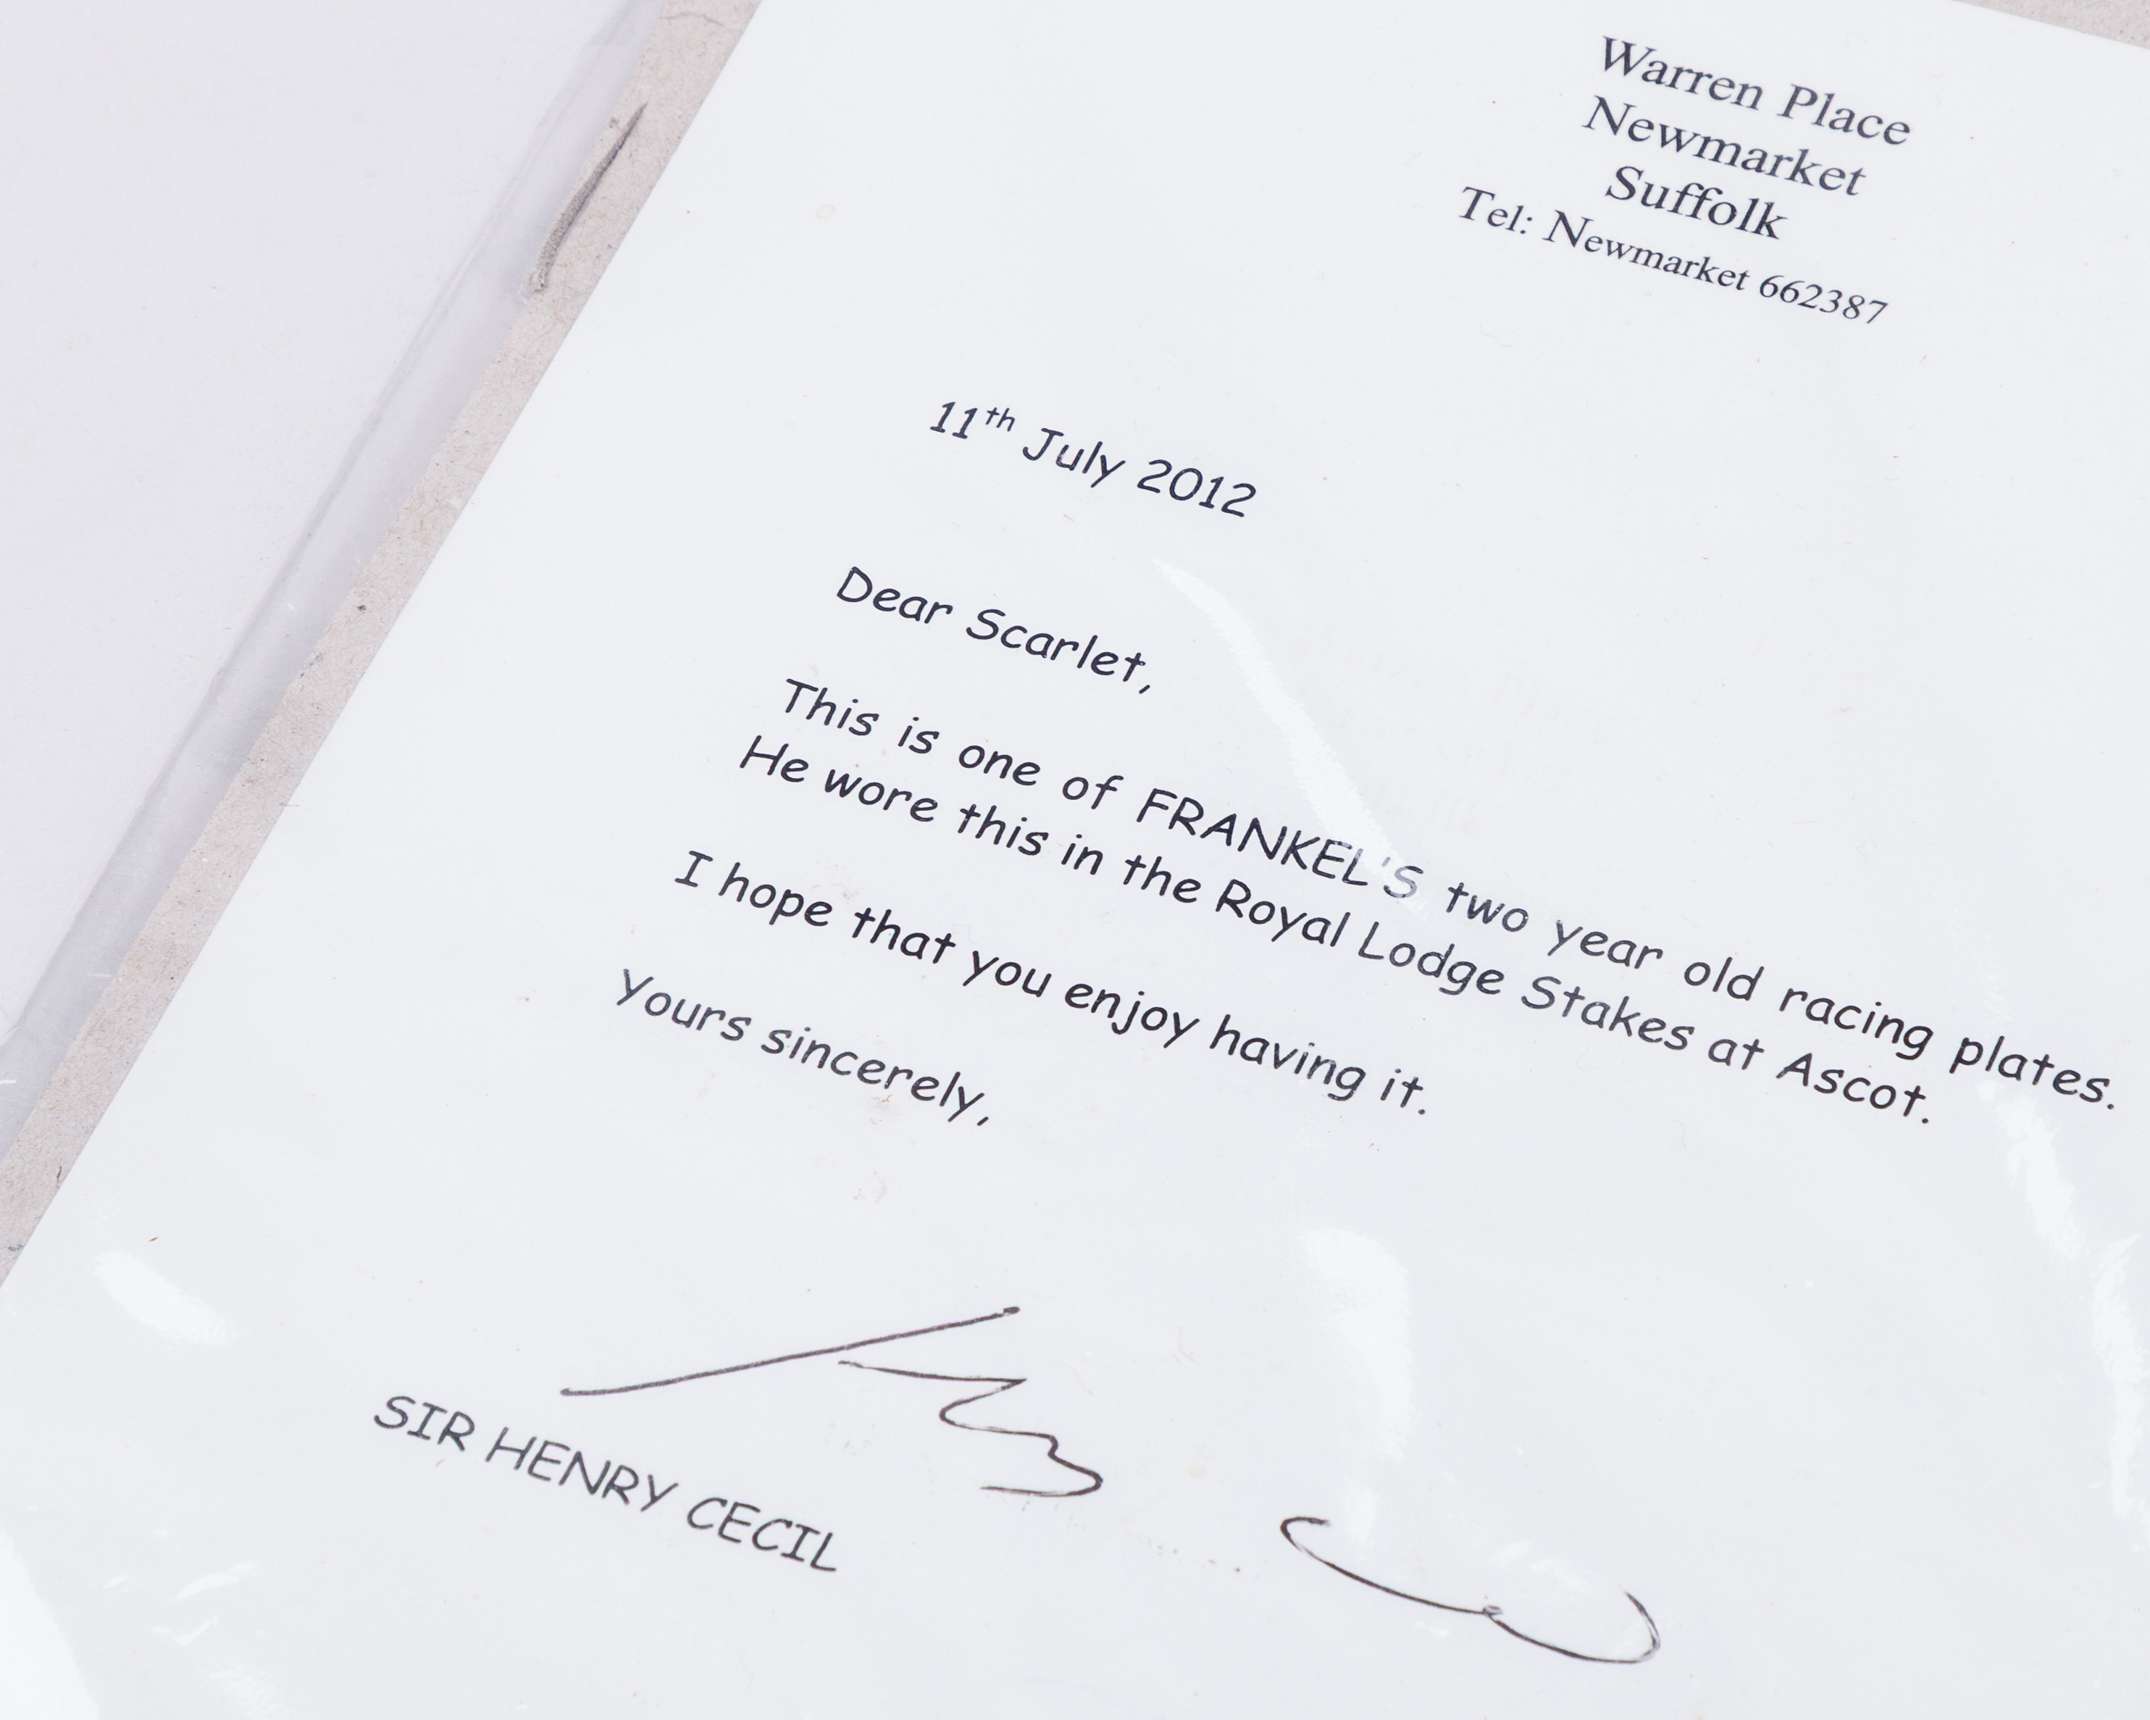 Warren Place
Newmarket
Suffolk
Tel: Newmarket 662387
11th July 2012
Dear Scarlet,
This is one of FRANKEL'S two year old racing plates.
He wore this in the Royal Lodge Stakes at Ascot.
I hope that you enjoy having it.
Yours sincerely,
SIR HENRY CECIL